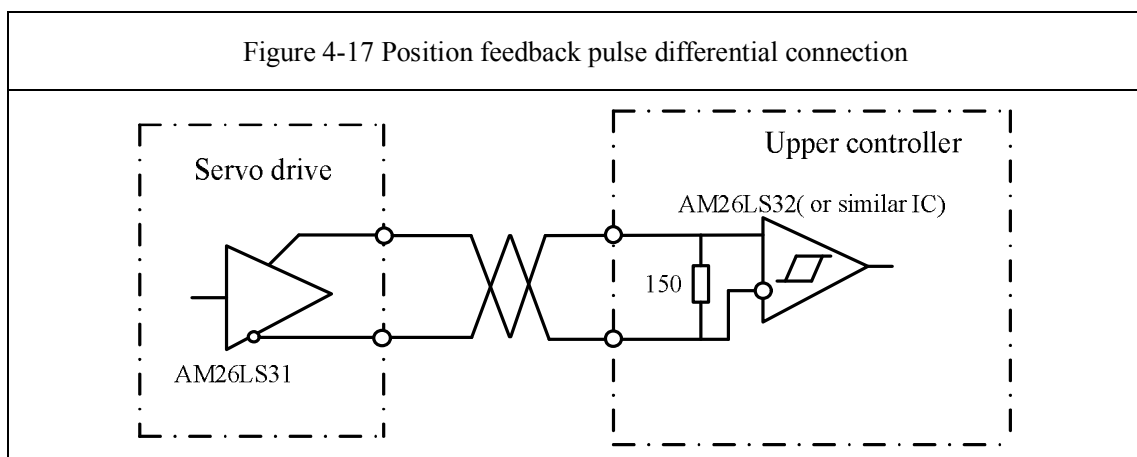 Figure 4-17 Position feedback pulse differential connection
Servo drive
Upper controller
AM26LS32( or similar IC)
150
AM26LS31